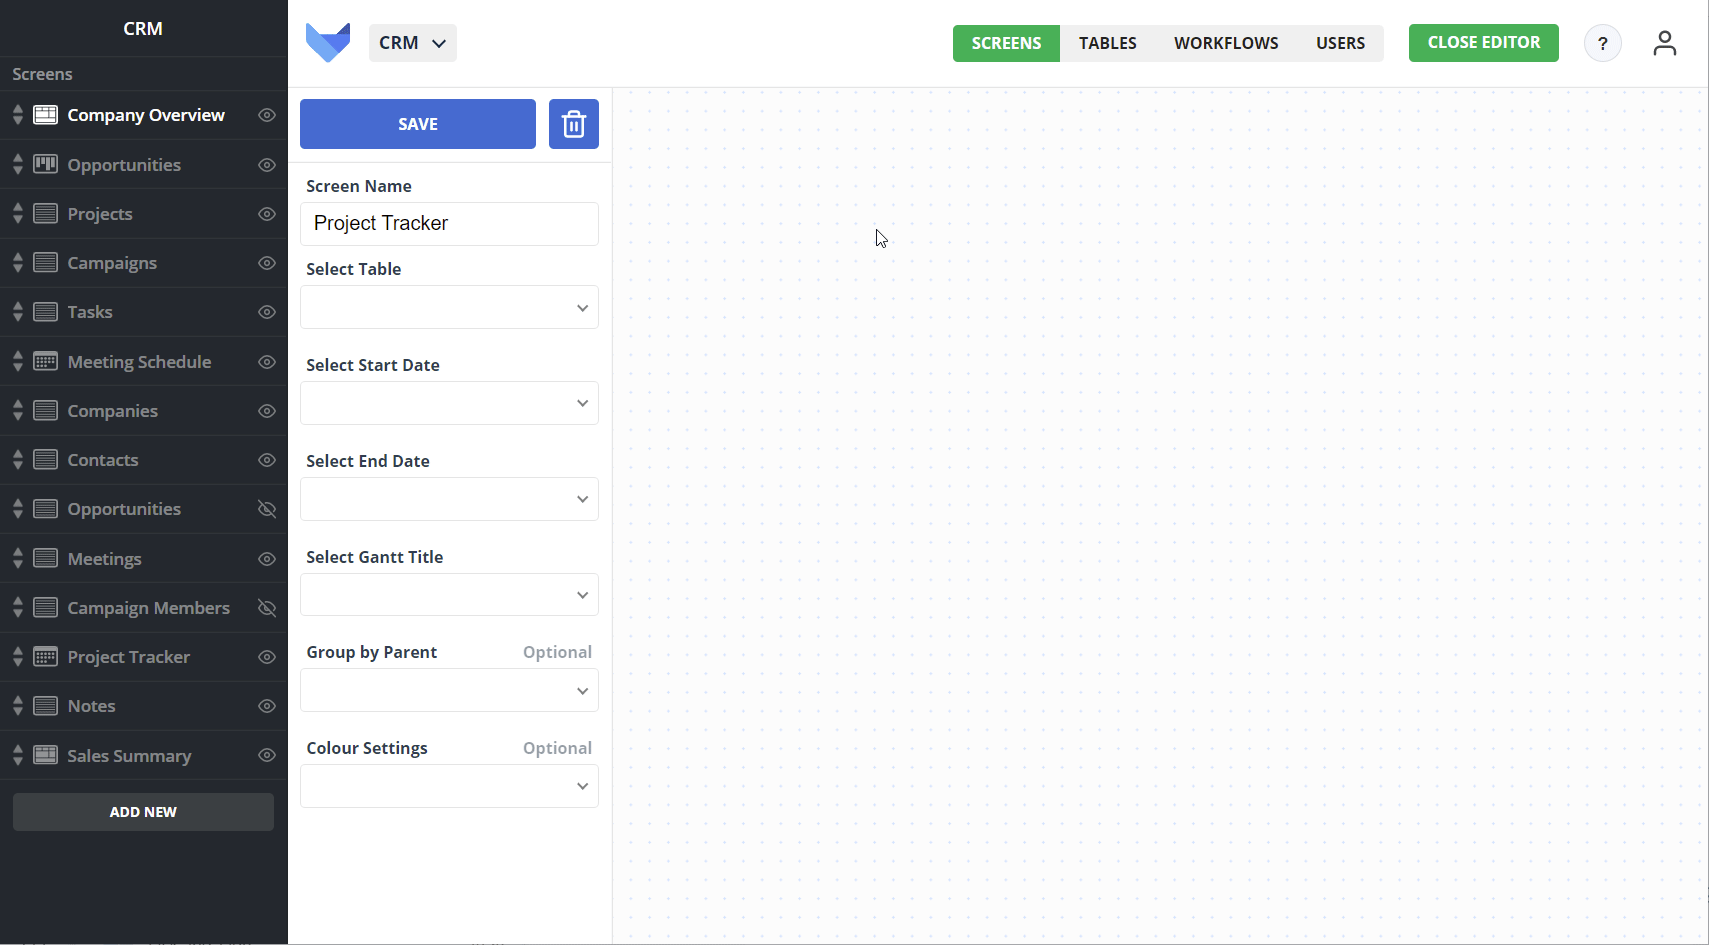 CRM
Screens
Company Overview
Opportunities
Projects
Campaigns
Tasks
Meeting Schedule
Companies
Contacts
Opportunities
Meetings
Campaign Members
Project Tracker
Notes
Sales Summary
ADD NEW
CRM
SCREENS TABLES WORKFLOWS USERS CLOSE EDITOR ?
SAVE
Screen Name
Project Tracker
Select Table
Select Start Date
Select End Date
Select Gantt Title
Group by Parent Optional
Colour Settings Optional